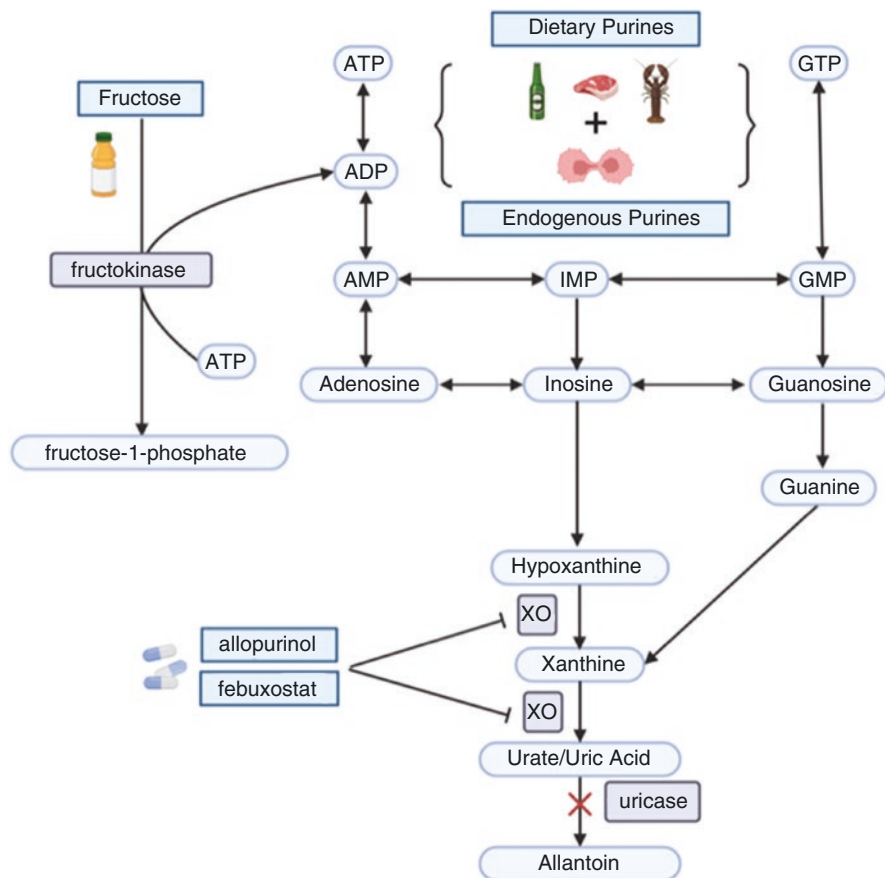 Dietary Purines
ATP
GTP
Fructose
ADP
Endogenous Purines
fructokinase
AMP
IMP
GMP
ATP
Adenosine
Inosine
Guanosine
fructose-1-phosphate
Guanine
Hypoxanthine
XO
allopurinol
Xanthine
febuxostat
XO
Urate/Uric Acid
uricase
Allantoin